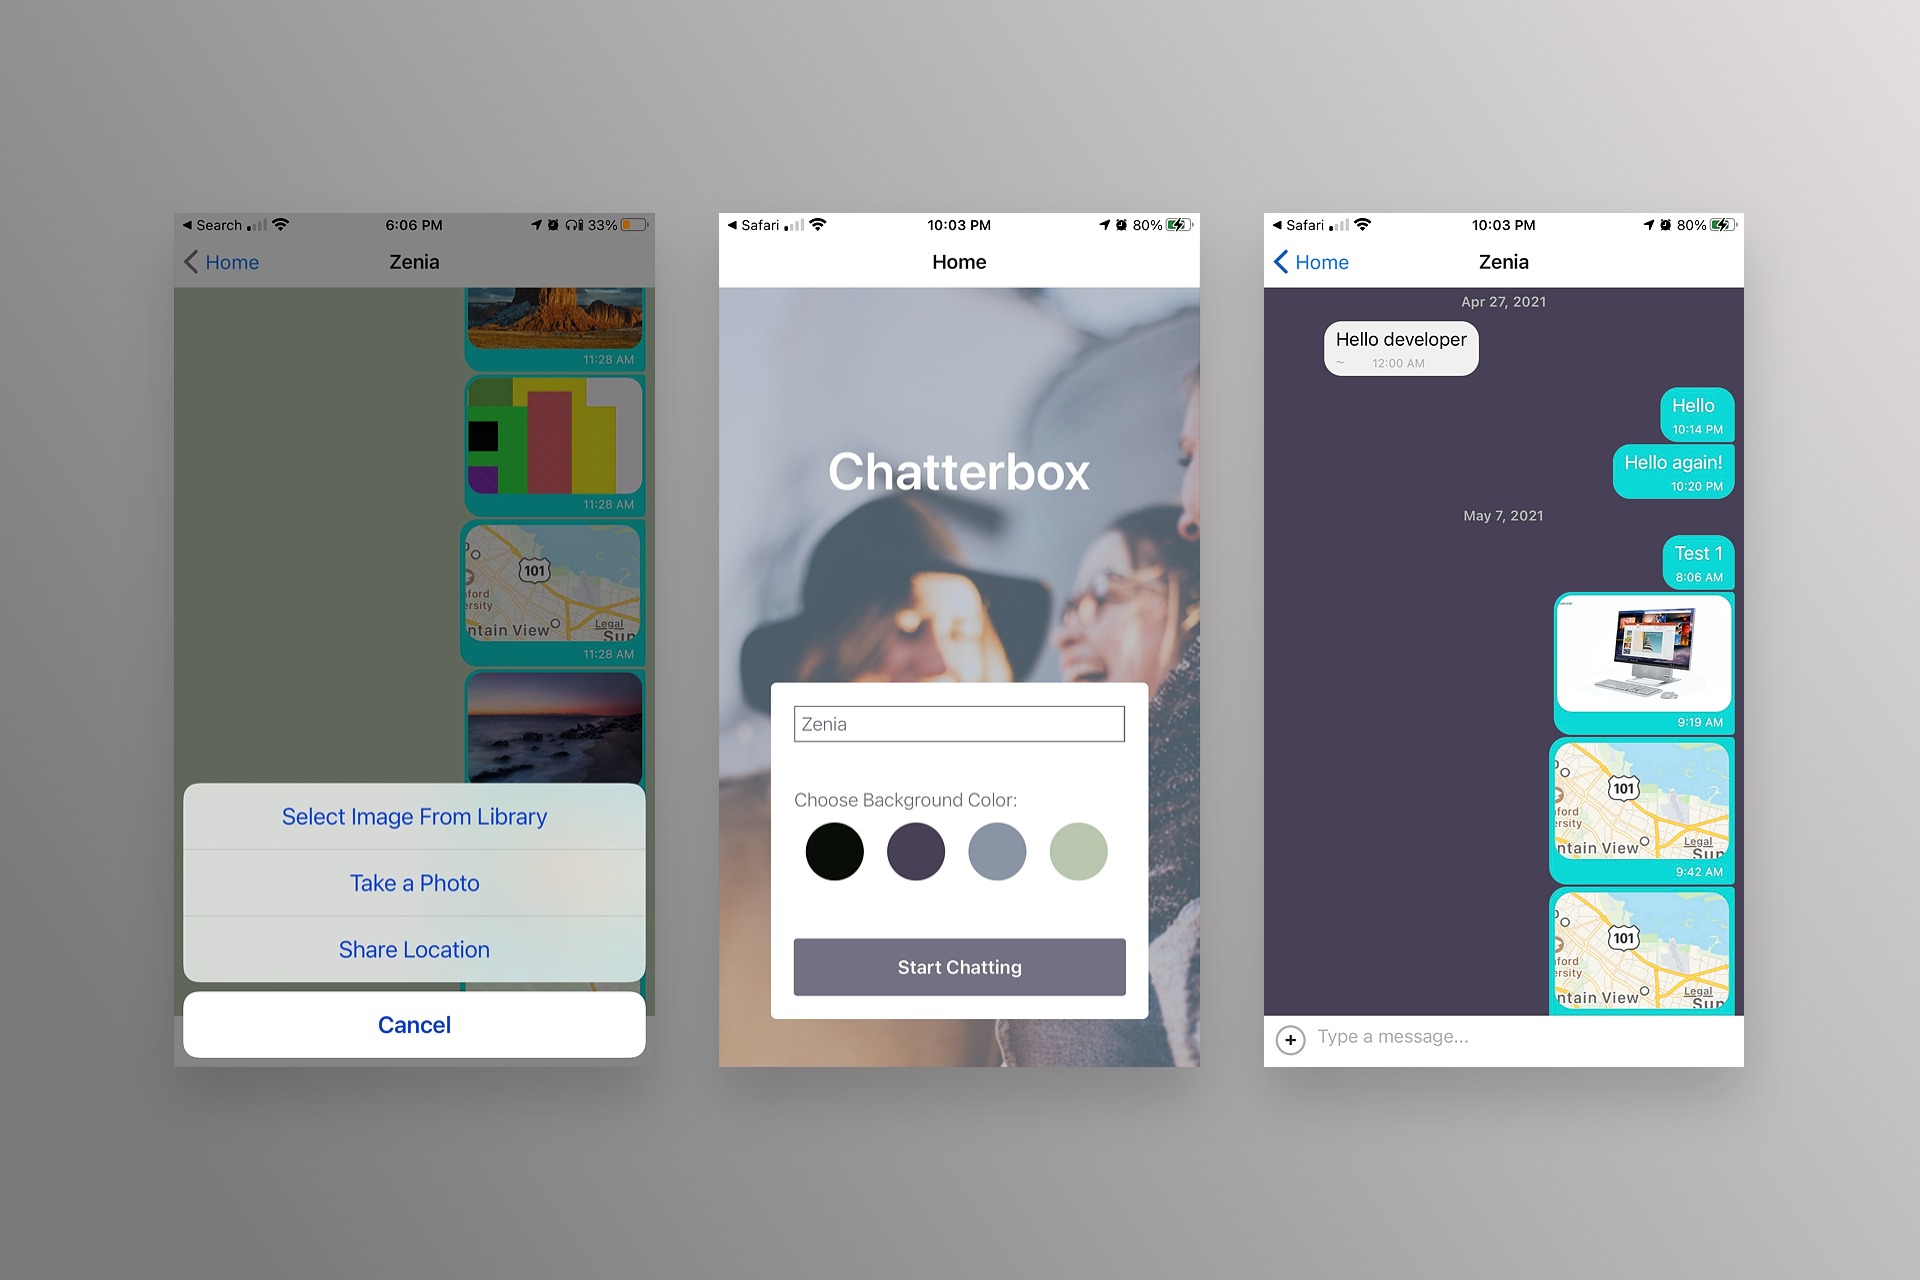 Search
6:06 PM
33%
Home
Zenia
11:28 AM
11:28 AM
101
ford
ersity
ntain View
Legal
Sun
11:28 AM
Select Image From Library
Take a Photo
Share Location
Cancel
Safari
10:03 PM
80%
Home
Chatterbox
Zenia
Choose Background Color:
Start Chatting
Safari
10:03 PM
80%
Home
Zenia
Apr 27, 2021
Hello developer
~ 12:00 AM
Hello
10:14 PM
Hello again!
10:20 PM
May 7, 2021
Test 1
8:06 AM
9:19 AM
101
ford
ersity
ntain View
Legal
Sun
9:42 AM
101
ford
ersity
ntain View
Legal
Sun
Type a message...